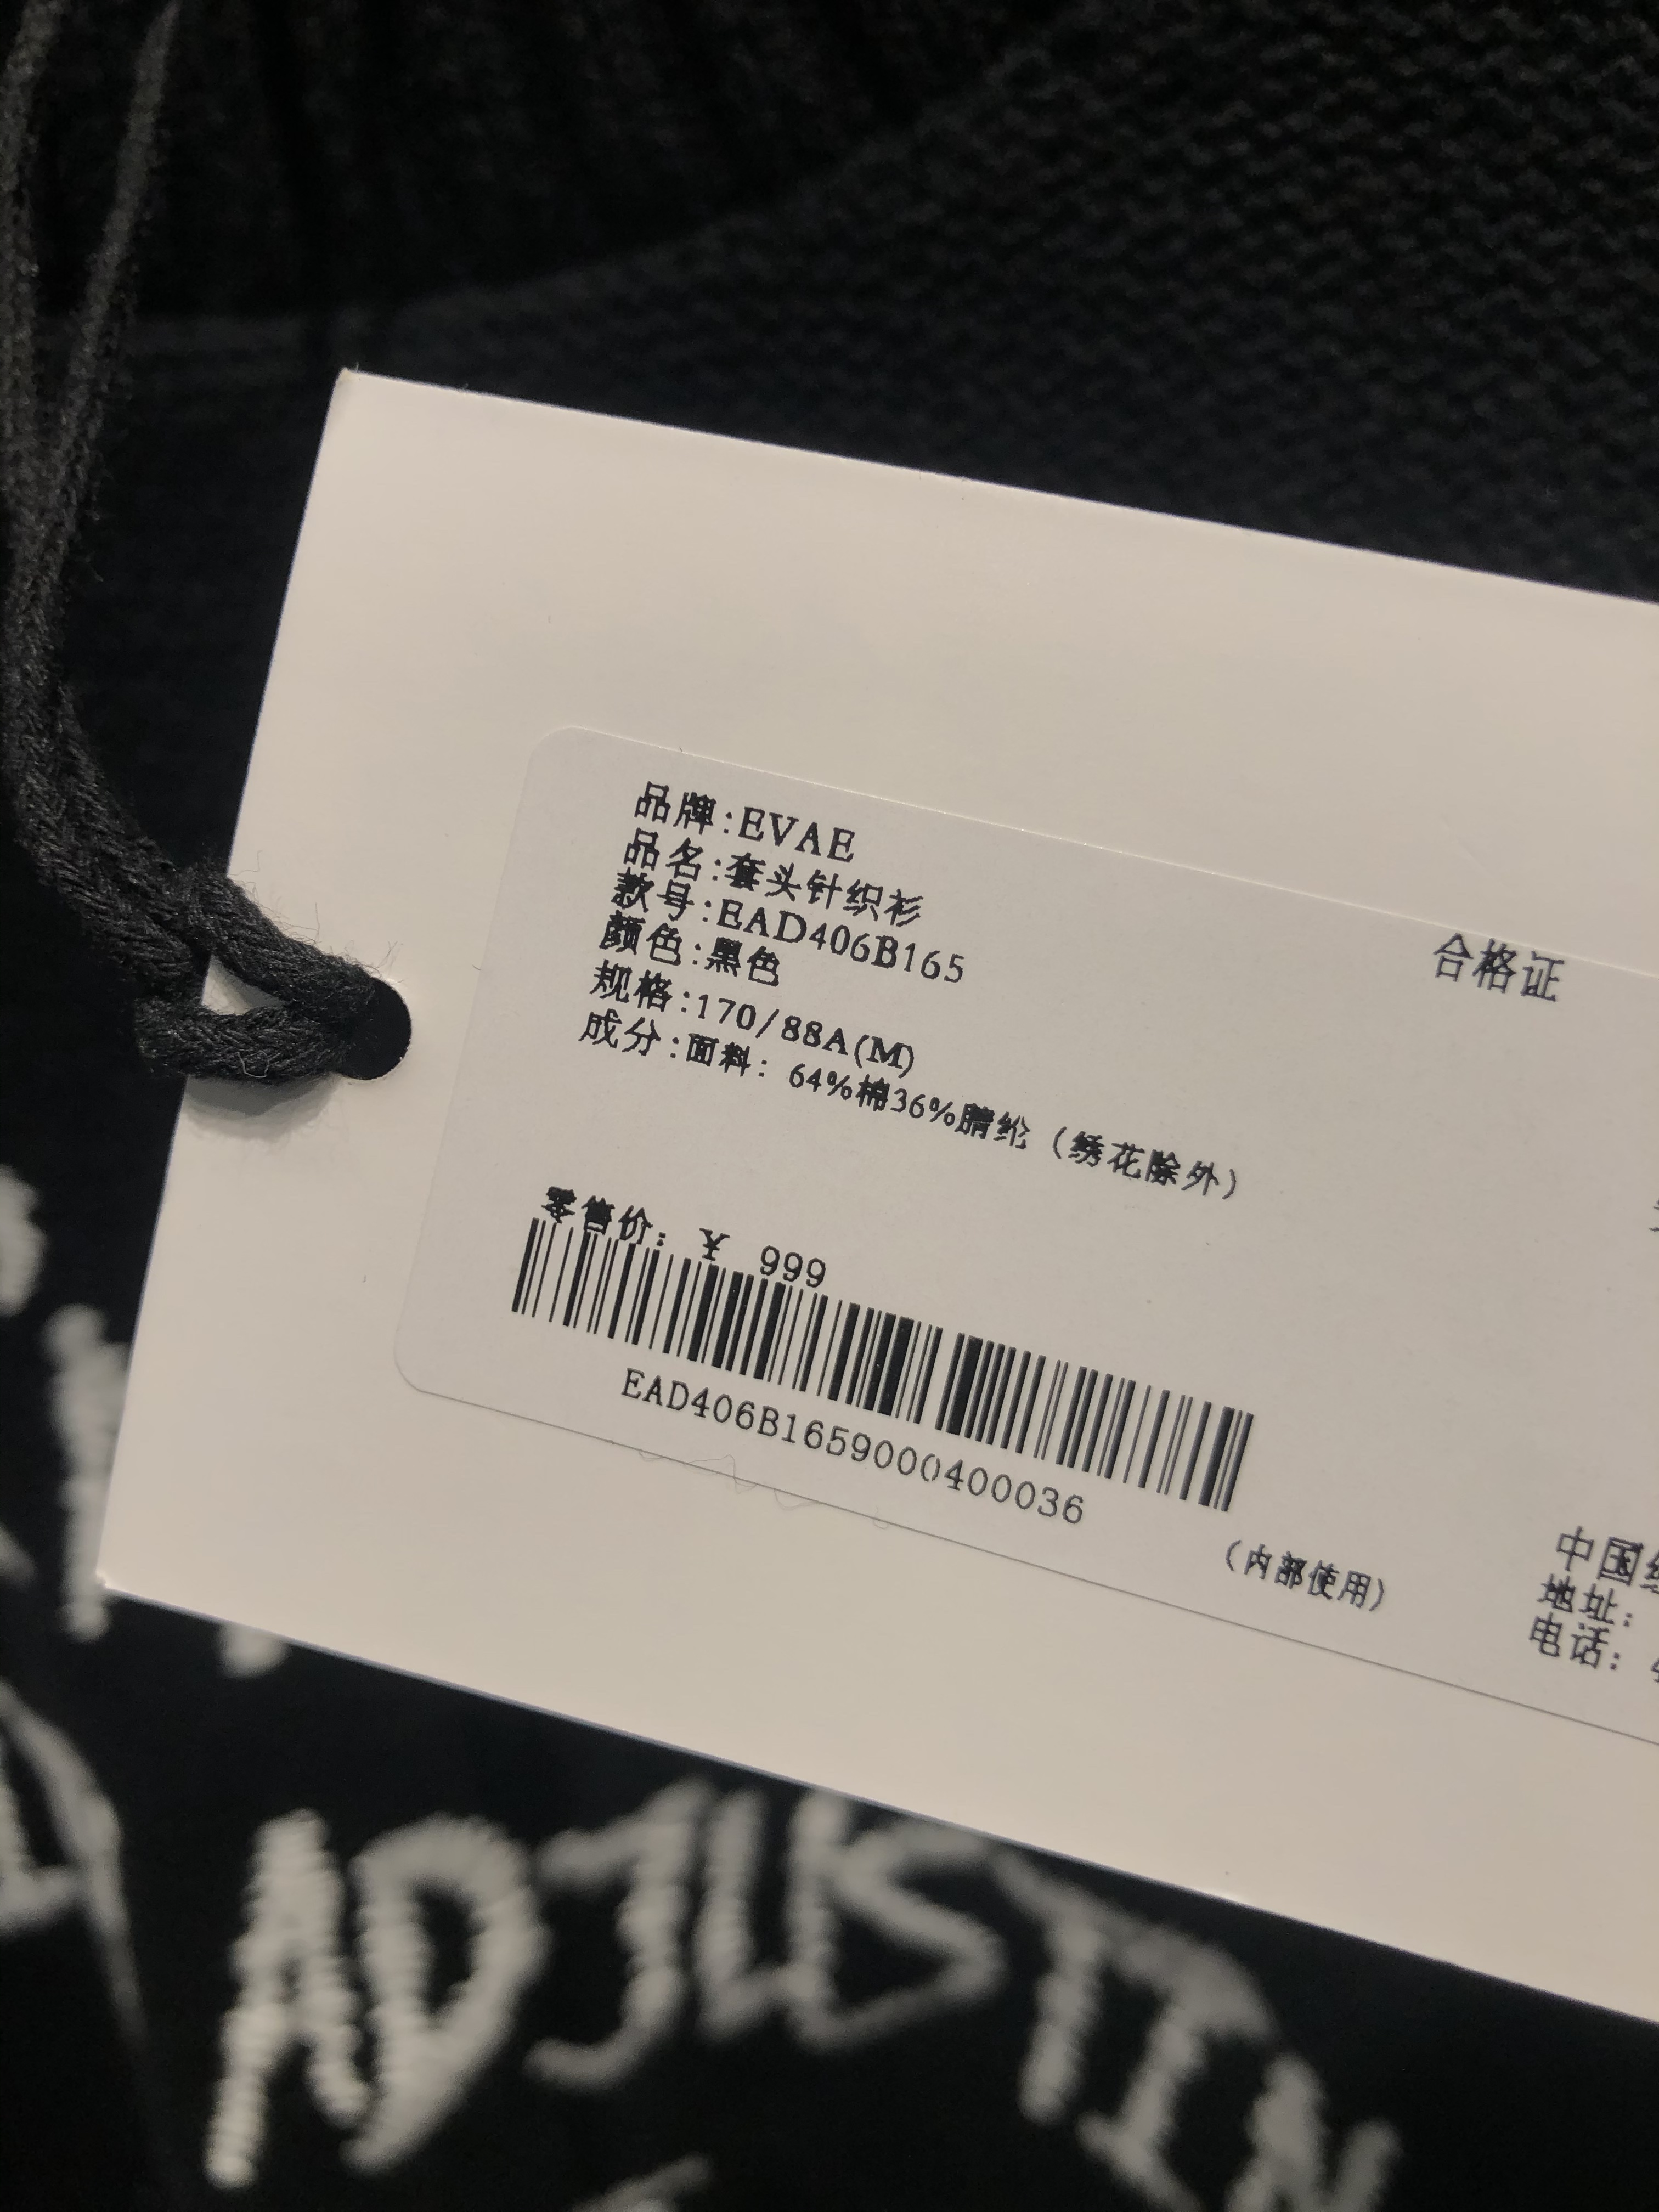 品牌:EVAE
品名:套头针织衫
款号:EAD406B165
颜色:黑色
规格:170/88A(M)
成分:面料: 64%棉36%腈纶 (绣花除外)
合格证
零售价: ¥ 999
EAD406B1659000400036
(内部使用)
中国
地址:
电话:
ADJUSTIN